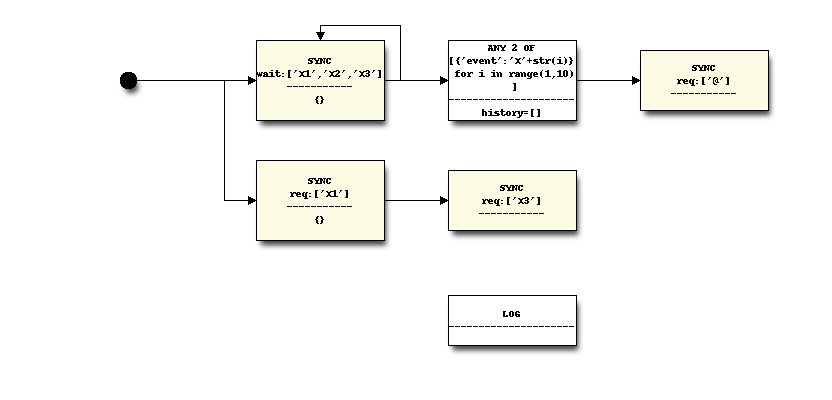 SYNC
wait:['X1','X2','X3']
-----------
{}
ANY 2 OF
[{'event':'X'+str(i)}
for i in range(1,10)
]
---------------------
history=[]
SYNC
req:['@']
-----------
SYNC
req:['X1']
-----------
{}
SYNC
req:['X3']
-----------
LOG
---------------------